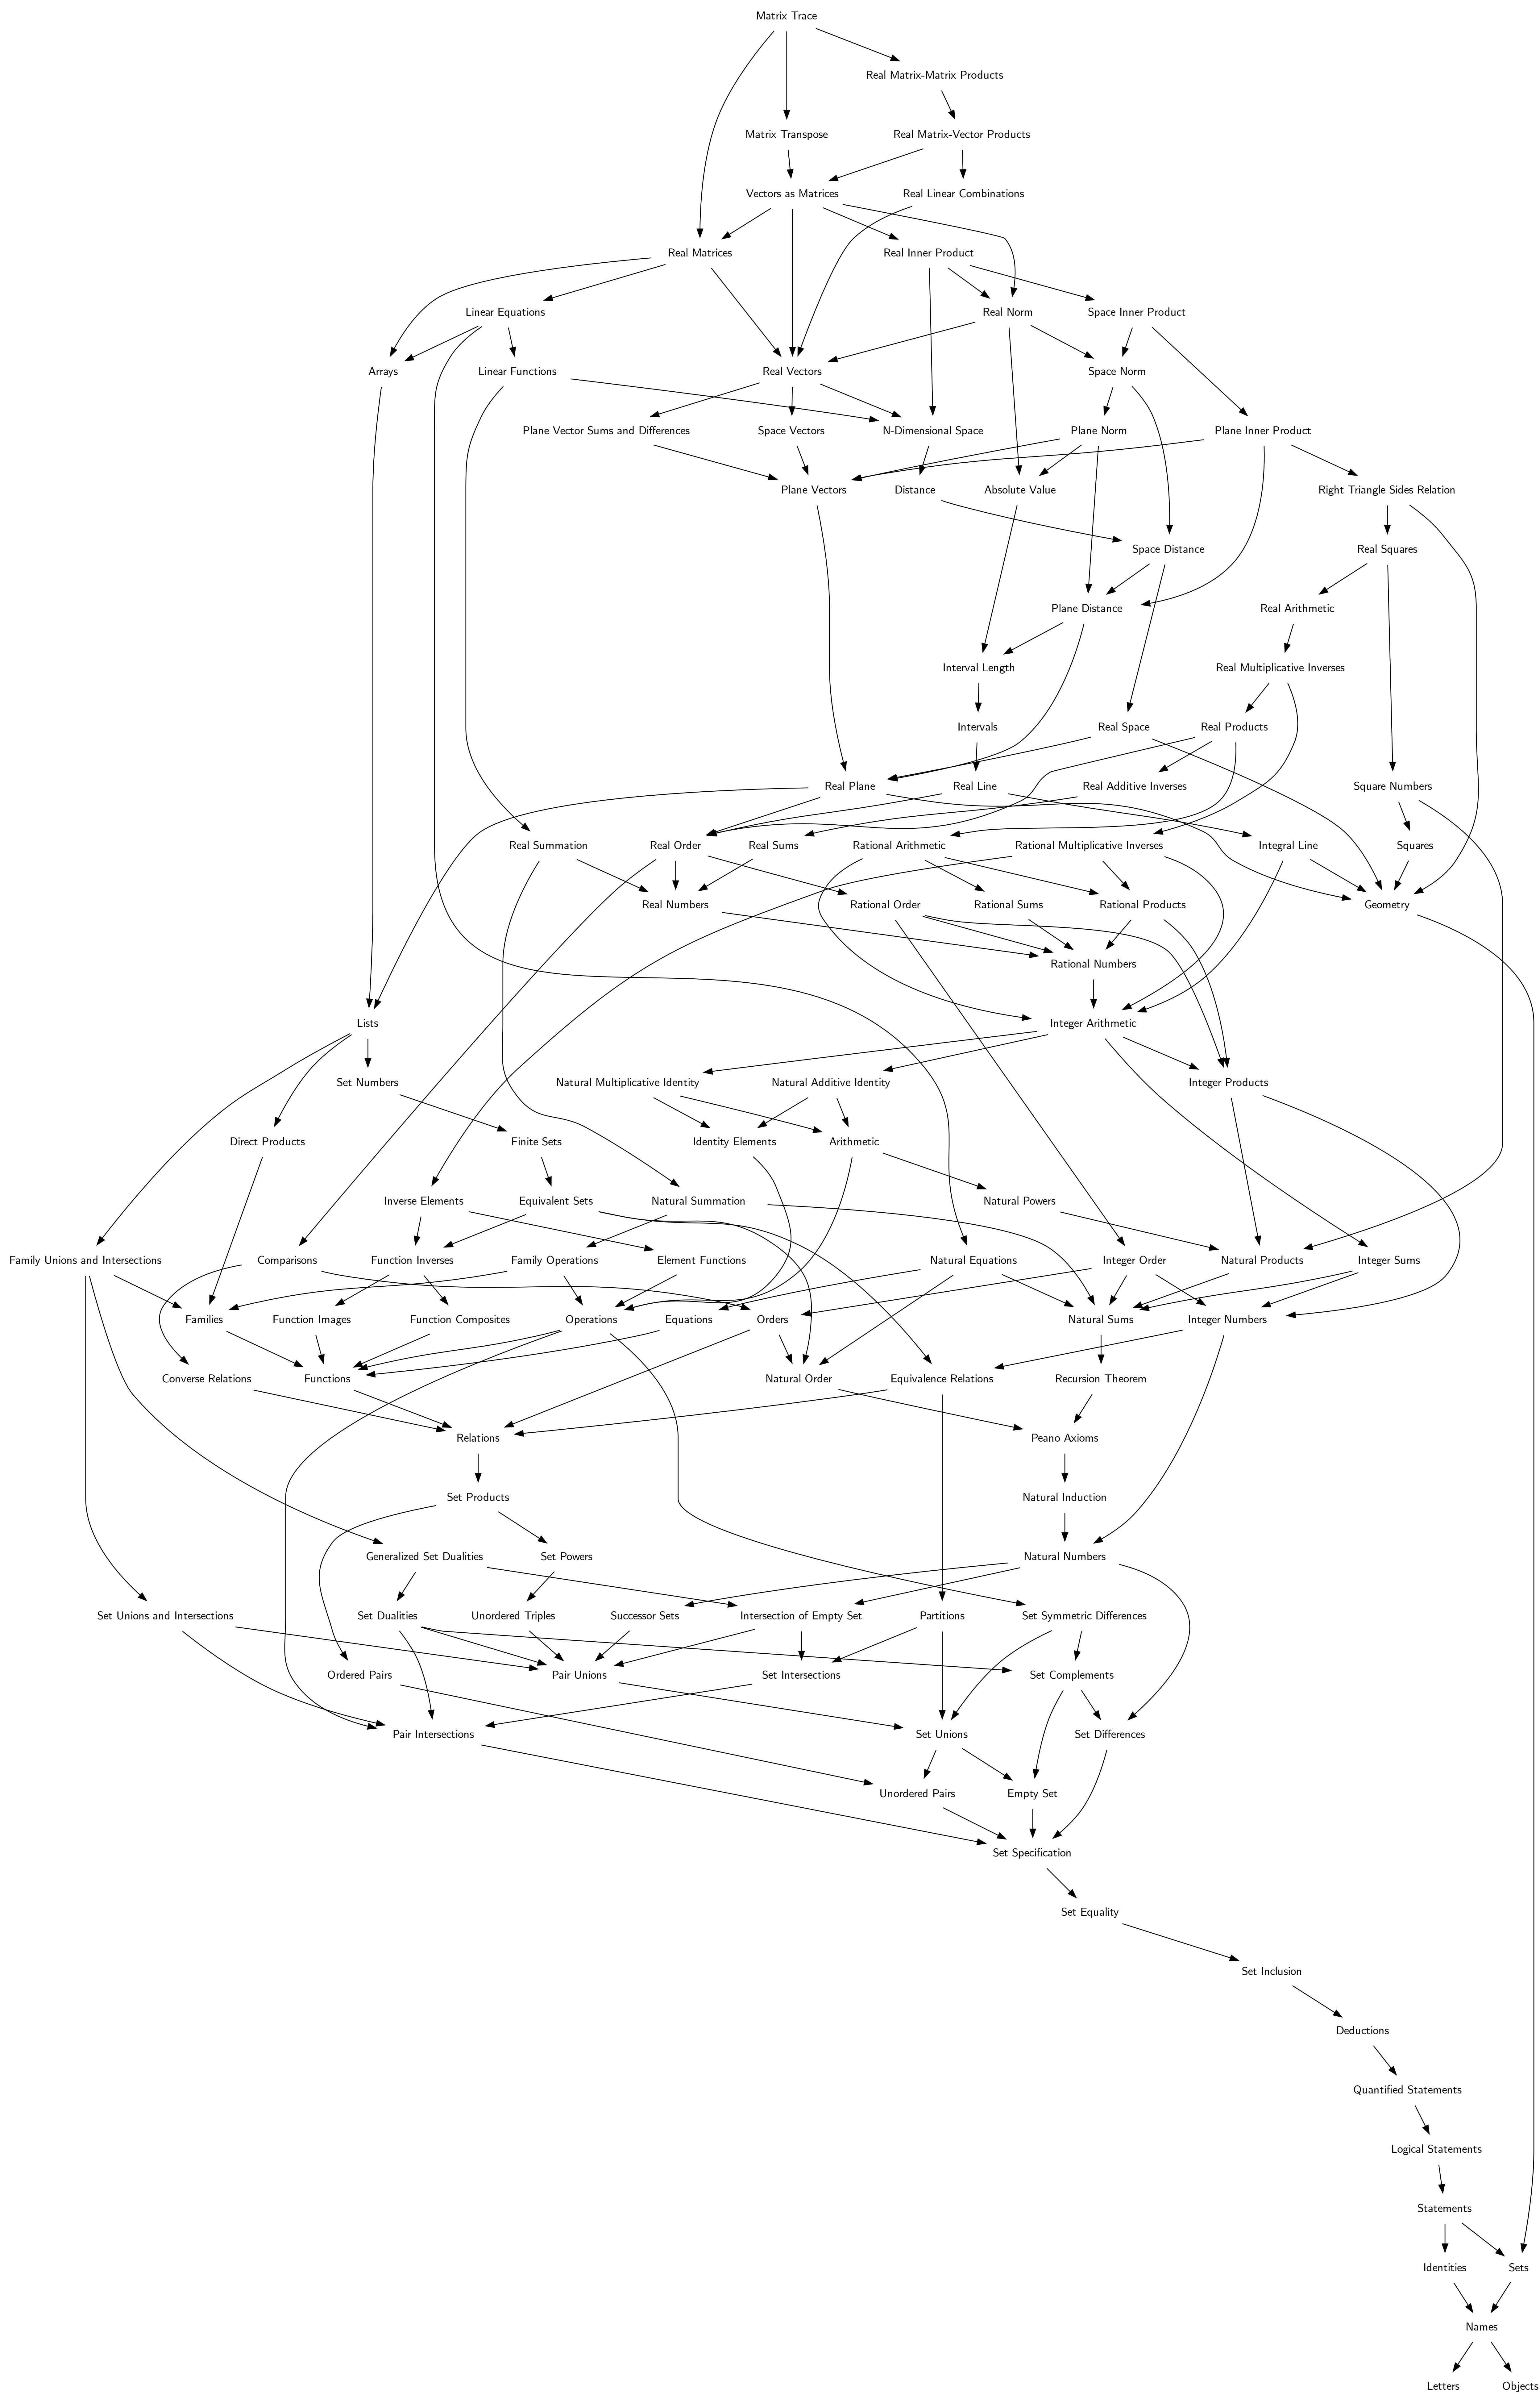 Matrix Trace
Real Matrix-Matrix Products
Matrix Transpose
Real Matrix-Vector Products
Vectors as Matrices
Real Linear Combinations
Real Matrices
Real Inner Product
Linear Equations
Real Norm
Space Inner Product
Arrays
Linear Functions
Real Vectors
Space Norm
Plane Vector Sums and Differences
Space Vectors
N-Dimensional Space
Plane Norm
Plane Inner Product
Plane Vectors
Distance
Absolute Value
Right Triangle Sides Relation
Space Distance
Real Squares
Plane Distance
Real Arithmetic
Interval Length
Real Multiplicative Inverses
Intervals
Real Space
Real Products
Real Plane
Real Line
Real Additive Inverses
Square Numbers
Real Summation
Real Order
Real Sums
Rational Arithmetic
Rational Multiplicative Inverses
Integral Line
Squares
Real Numbers
Rational Order
Rational Sums
Rational Products
Geometry
Rational Numbers
Lists
Integer Arithmetic
Set Numbers
Natural Multiplicative Identity
Natural Additive Identity
Integer Products
Direct Products
Finite Sets
Identity Elements
Arithmetic
Inverse Elements
Equivalent Sets
Natural Summation
Natural Powers
Family Unions and Intersections
Comparisons
Function Inverses
Family Operations
Element Functions
Natural Equations
Integer Order
Natural Products
Integer Sums
Families
Function Images
Function Composites
Operations
Equations
Orders
Natural Sums
Integer Numbers
Converse Relations
Functions
Natural Order
Equivalence Relations
Recursion Theorem
Relations
Peano Axioms
Set Products
Natural Induction
Generalized Set Dualities
Set Powers
Natural Numbers
Set Unions and Intersections
Set Dualities
Unordered Triples
Successor Sets
Intersection of Empty Set
Partitions
Set Symmetric Differences
Ordered Pairs
Pair Unions
Set Intersections
Set Complements
Pair Intersections
Set Unions
Set Differences
Unordered Pairs
Empty Set
Set Specification
Set Equality
Set Inclusion
Deductions
Quantified Statements
Logical Statements
Statements
Identities
Sets
Names
Letters
Objects